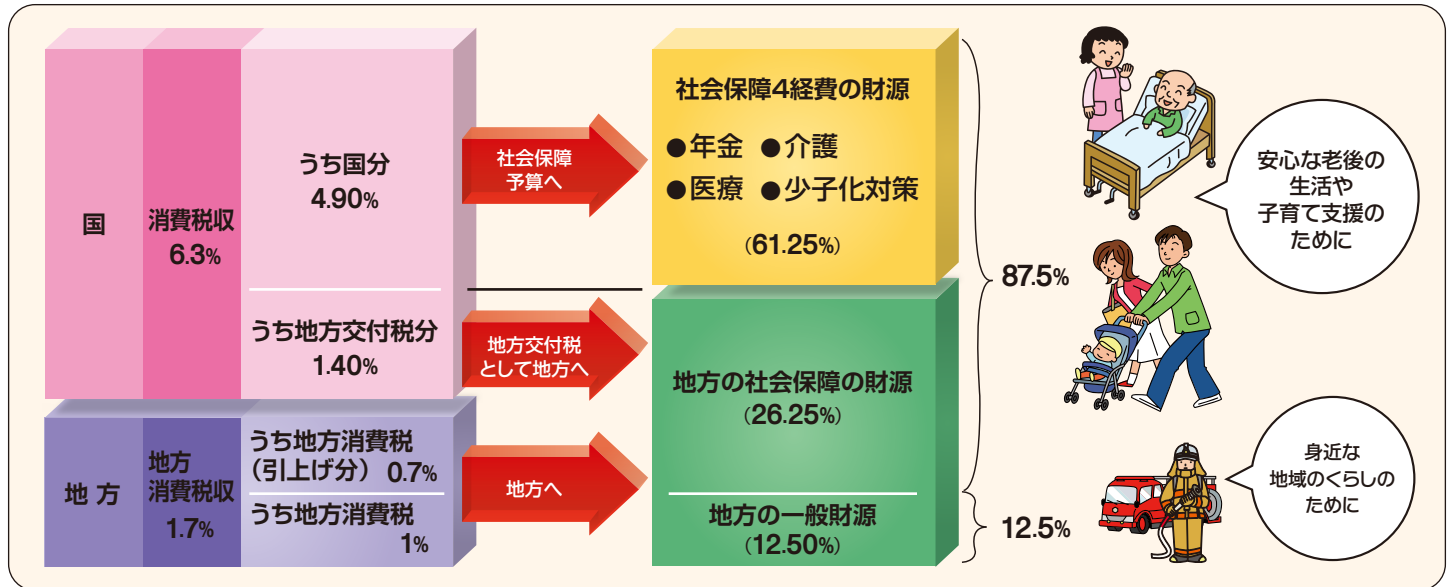 国
消費税収
6.3%
うち国分
4.90%
うち地方交付税分
1.40%
地方
地方
消費税収
1.7%
うち地方消費税
（引上げ分） 0.7%
うち地方消費税
1%
社会保障
予算へ
地方交付税
として地方へ
地方へ
社会保障4経費の財源
●年金 ●介護
●医療 ●少子化対策
（61.25%）
地方の社会保障の財源
（26.25%）
地方の一般財源
（12.50%）
87.5%
12.5%
安心な老後の
生活や
子育て支援の
ために
身近な
地域のくらしの
ために